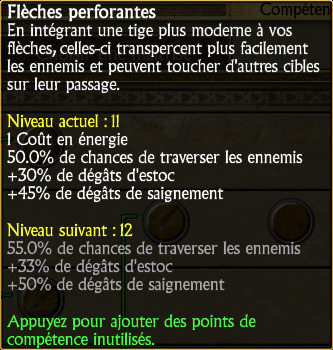 Flèches perforantes
Compéten
En intégrant une tige plus moderne à vos
flèches, celles-ci transpercent plus facilement
les ennemis et peuvent toucher d'autres cibles
sur leur passage.
Niveau actuel : 11
1 Coût en énergie
50.0% de chances de traverser les ennemis
+30% de dégâts d'estoc
+45% de dégâts de saignement
Niveau suivant : 12
55.0% de chances de traverser les ennemis
+33% de dégâts d'estoc
+50% de dégâts de saignement
Appuyez pour ajouter des points de
compétence inutilisés.